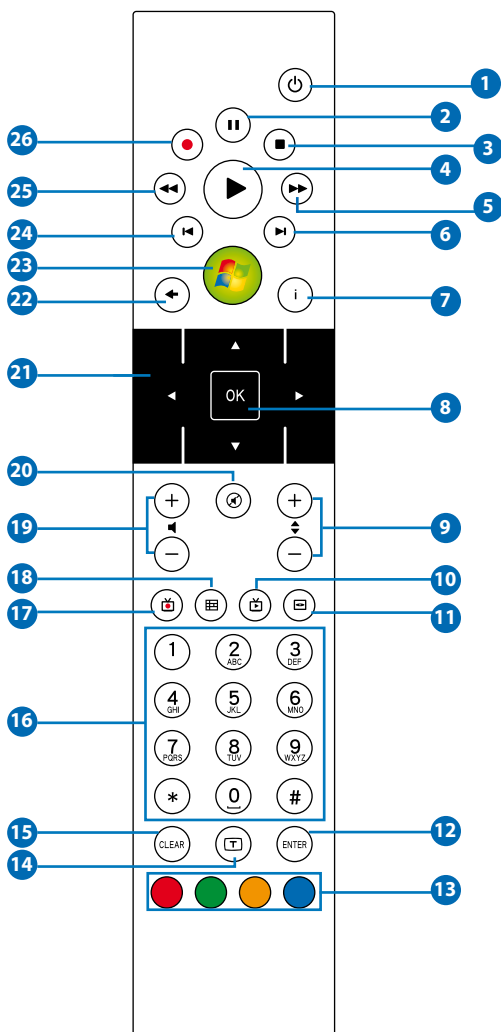 1
2
26
3
4
25
5
24
6
23
22
i
7
21
OK
8
20
19
9
18
10
17
11
1
2 ABC
3 DEF
4 GHI
5 JKL
6 MNO
16
7 PQRS
8 TUV
9 WXYZ
* 0 #
15
CLEAR
T
ENTER
12
14
13